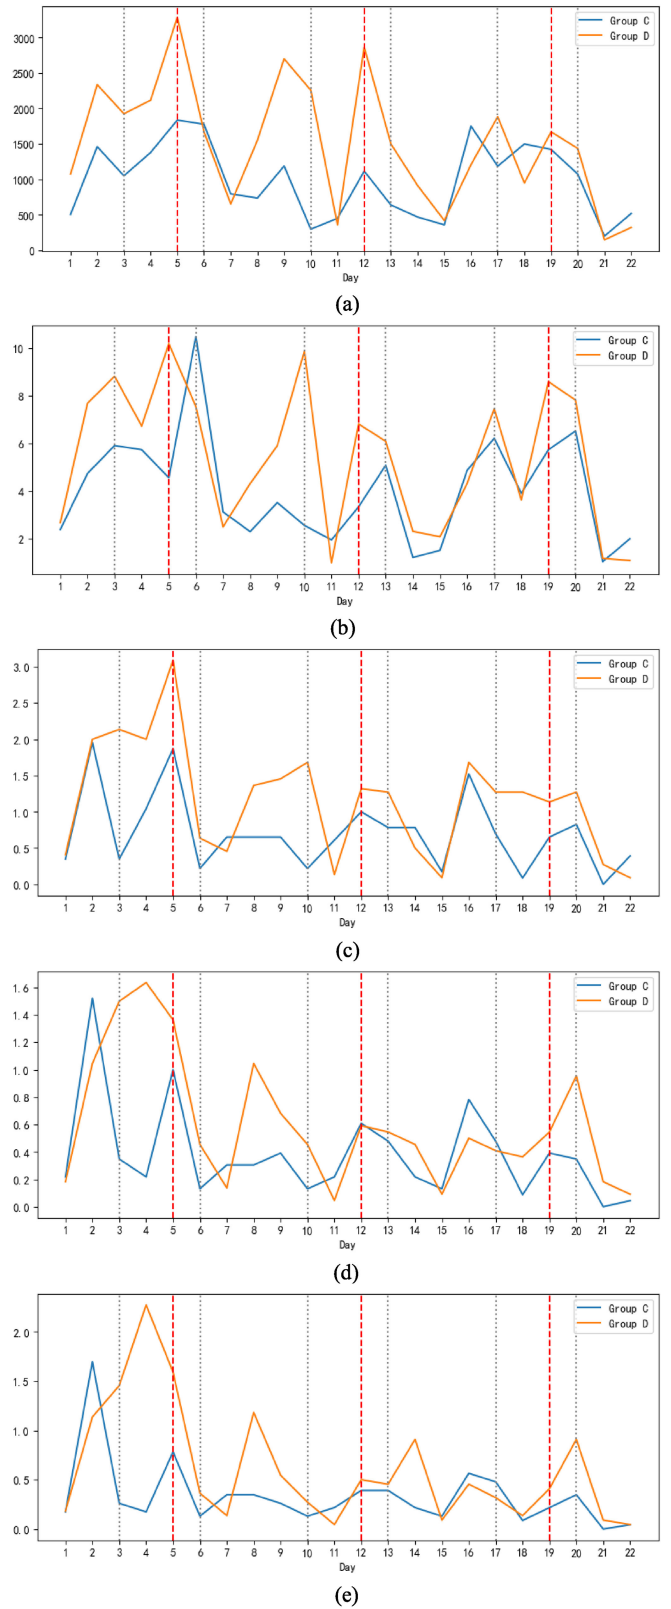 Group C
Group D
3000
2500
2000
1500
1000
500
0
1 2 3 4 5 6 7 8 9 10 11 12 13 14 15 16 17 18 19 20 21 22
Day
(a)
Group C
Group D
10
8
6
4
2
1 2 3 4 5 6 7 8 9 10 11 12 13 14 15 16 17 18 19 20 21 22
Day
(b)
Group C
Group D
3.0
2.5
2.0
1.5
1.0
0.5
0.0
1 2 3 4 5 6 7 8 9 10 11 12 13 14 15 16 17 18 19 20 21 22
Day
(c)
Group C
Group D
1.6
1.4
1.2
1.0
0.8
0.6
0.4
0.2
0.0
1 2 3 4 5 6 7 8 9 10 11 12 13 14 15 16 17 18 19 20 21 22
Day
(d)
Group C
Group D
2.0
1.5
1.0
0.5
0.0
1 2 3 4 5 6 7 8 9 10 11 12 13 14 15 16 17 18 19 20 21 22
Day
(e)